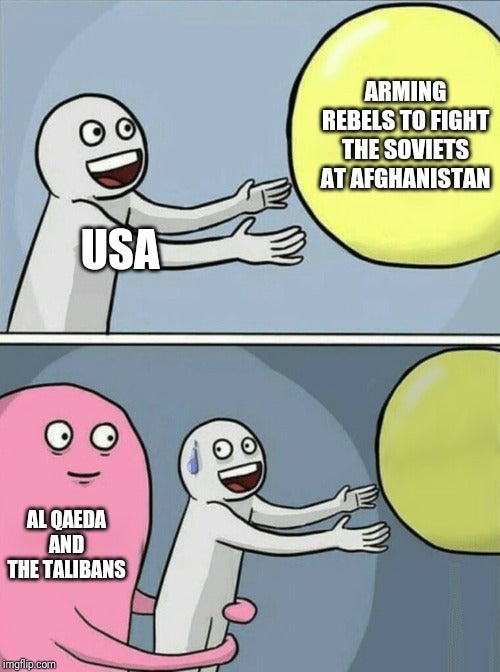 ARMING
REBELS TO FIGHT
THE SOVIETS
AT AFGHANISTAN
USA
AL QAEDA
AND
THE TALIBANS
imgflip.com